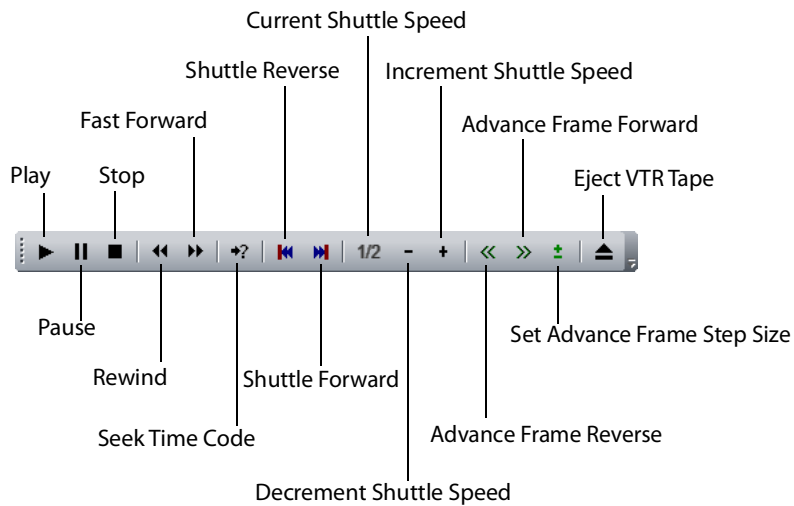 Current Shuttle Speed
Shuttle Reverse
Increment Shuttle Speed
Fast Forward
Advance Frame Forward
Play
Stop
Eject VTR Tape
→? 1/2 - + ±
Pause
Set Advance Frame Step Size
Rewind
Shuttle Forward
Seek Time Code
Advance Frame Reverse
Decrement Shuttle Speed